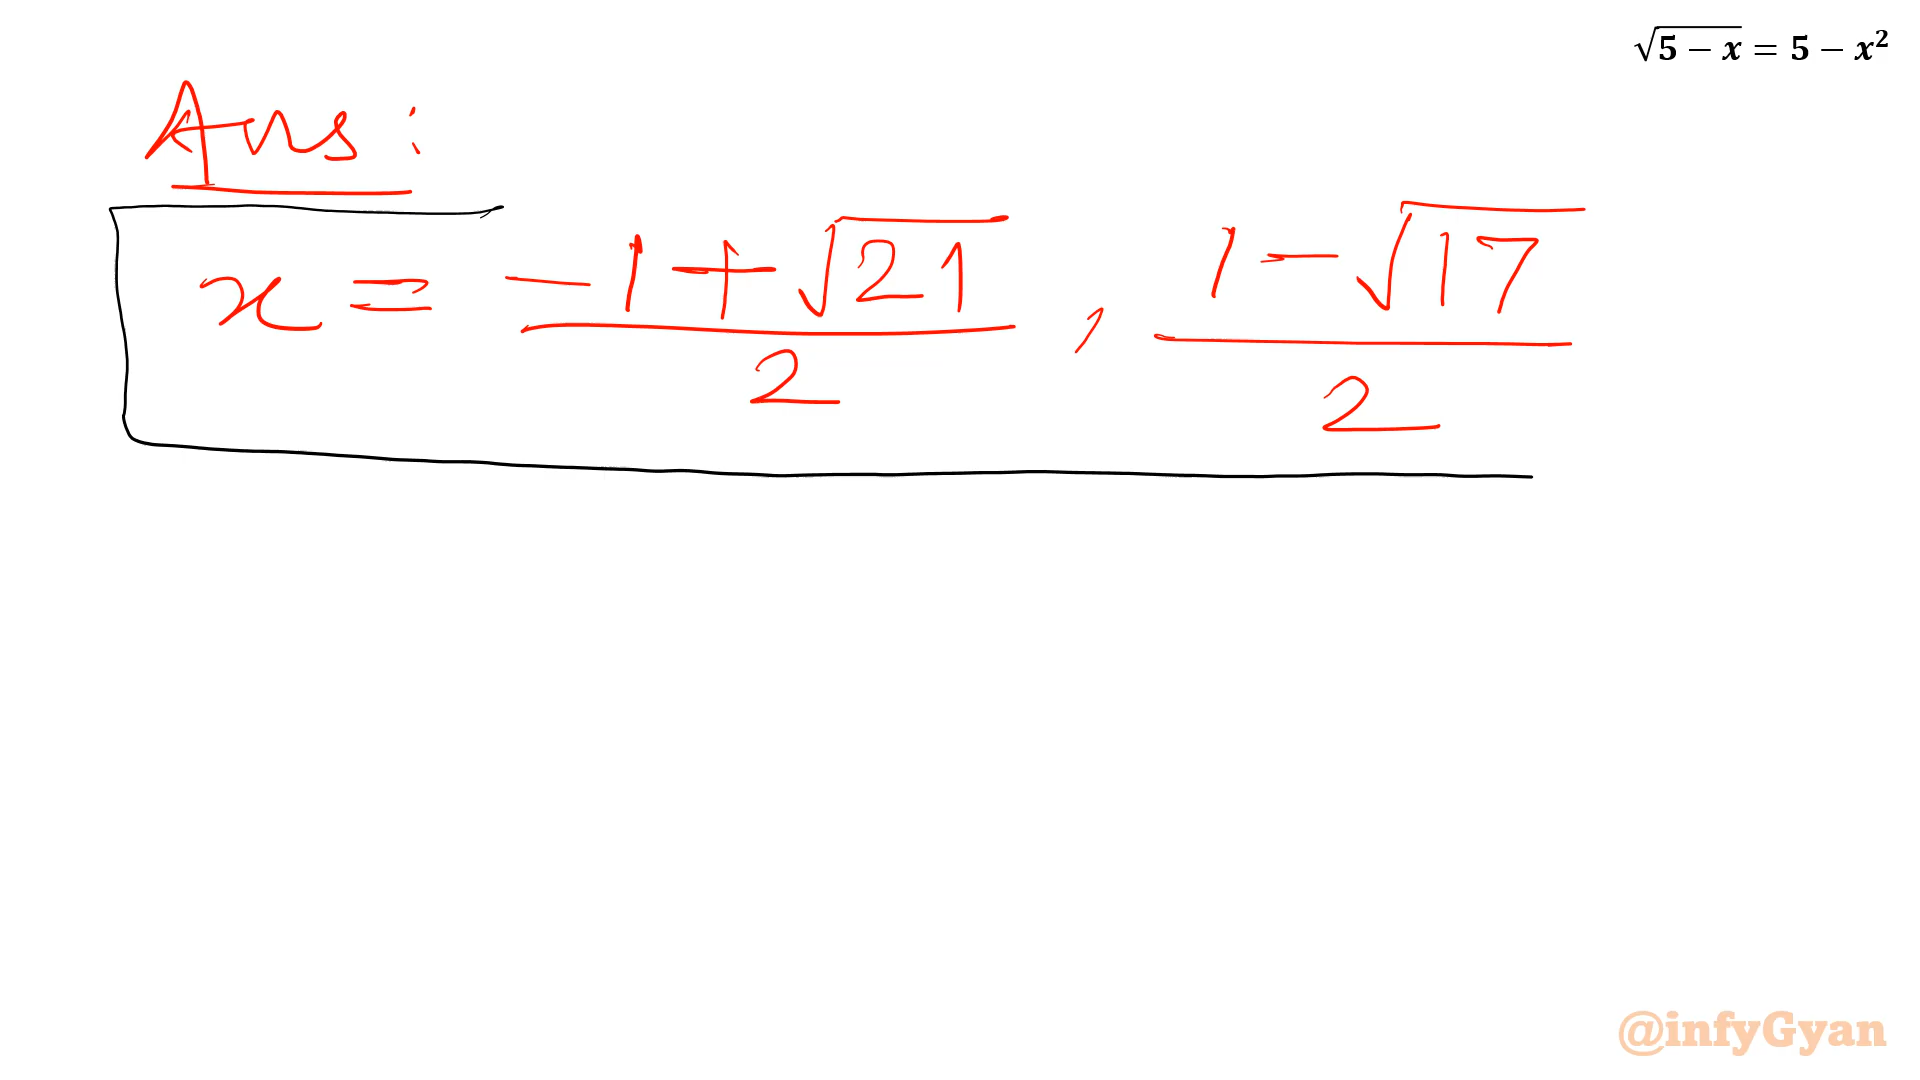 √(5 − x) = 5 − x²
Ans :
x = (−1 + √21)/2 , (1 − √17)/2
@infyGyan